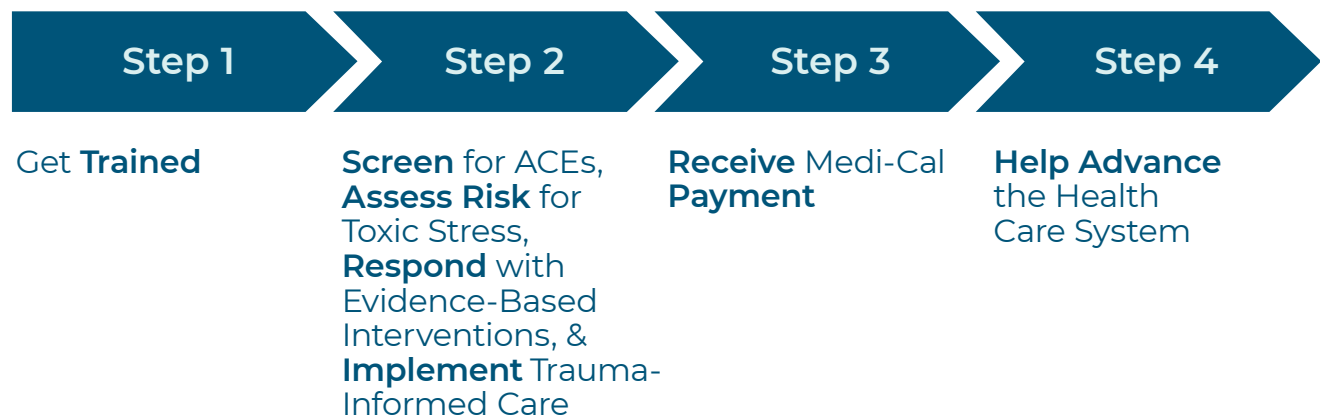 Step 1
Step 2
Step 3
Step 4
Get Trained
Screen for ACEs,
Assess Risk for
Toxic Stress,
Respond with
Evidence-Based
Interventions, &
Implement Trauma-
Informed Care
Receive Medi-Cal
Payment
Help Advance
the Health
Care System